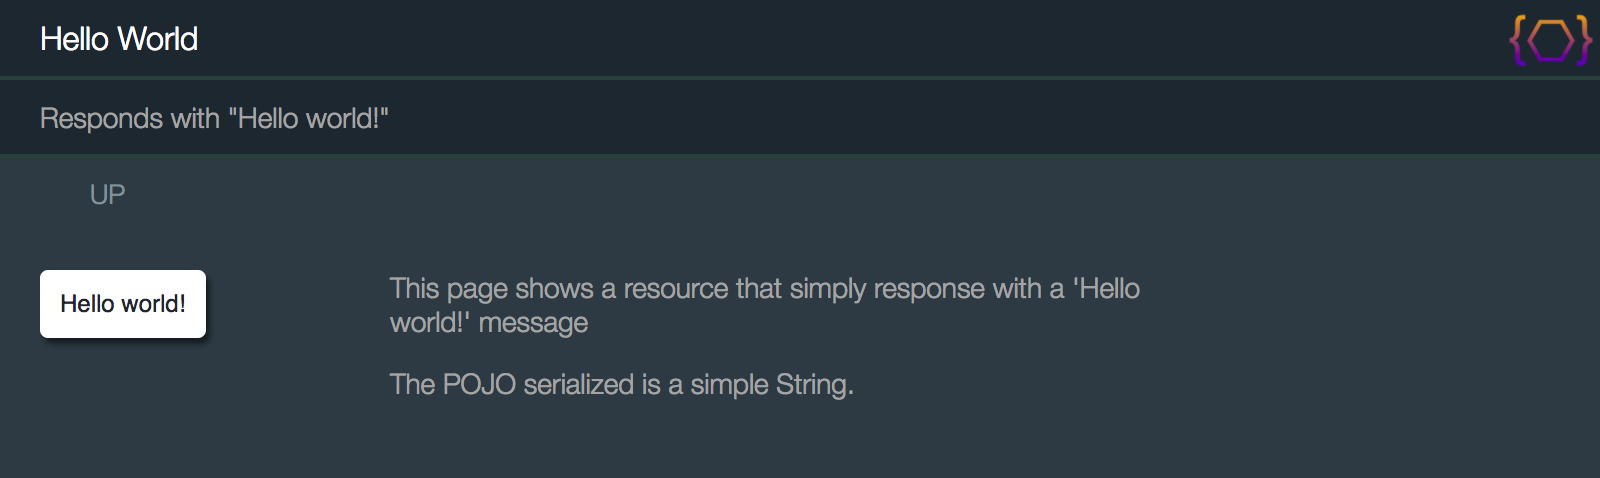 Hello World
Responds with "Hello world!"
UP
Hello world!
This page shows a resource that simply response with a 'Hello
world!' message
The POJO serialized is a simple String.